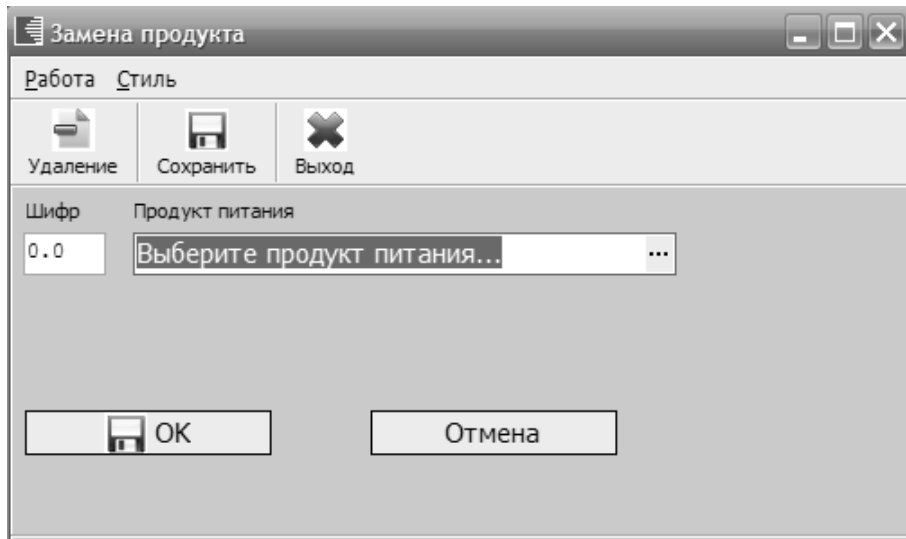 Замена продукта
Работа Стиль
Удаление Сохранить Выход
Шифр Продукт питания
0.0 Выберите продукт питания... ...
OK Отмена